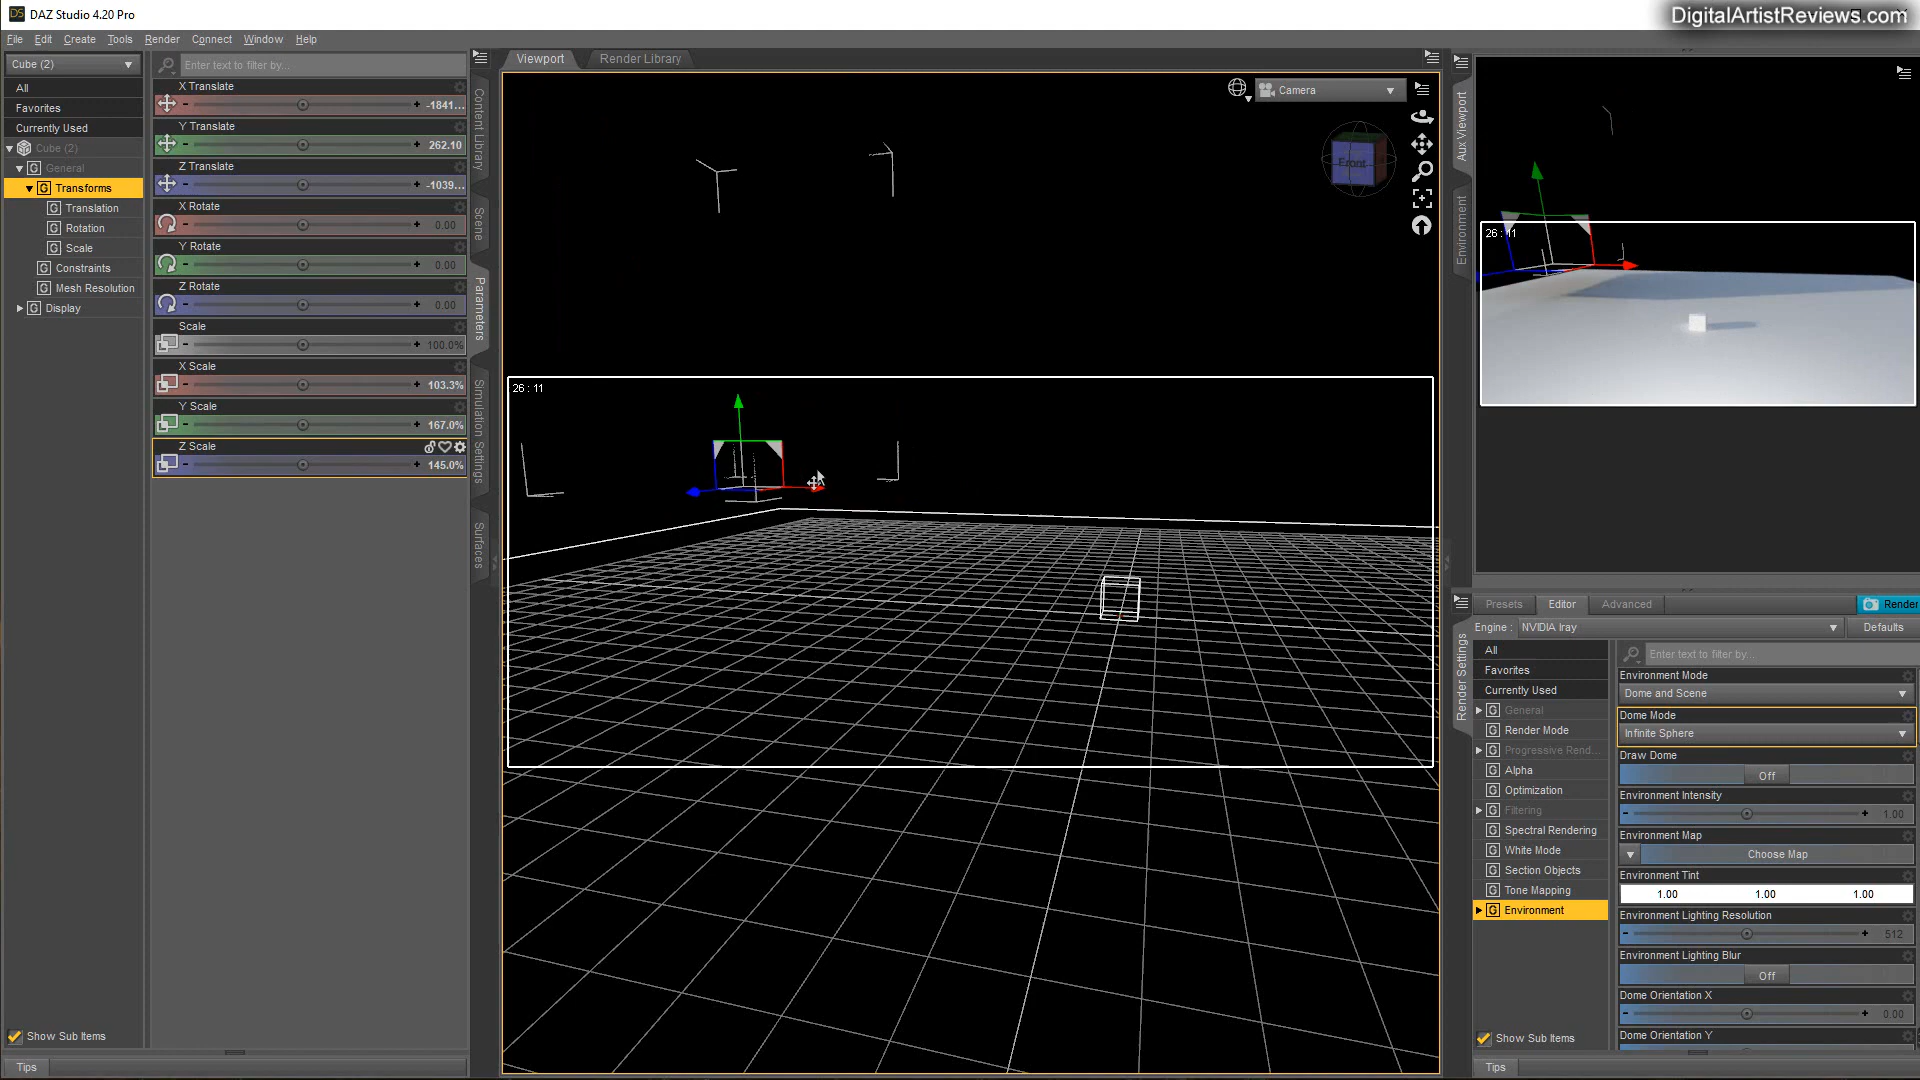 DAZ Studio 4.20 Pro
DigitalArtistReviews.com
File Edit Create Tools Render Connect Window Help
Cube (2)
All
Favorites
Currently Used
Cube (2)
General
Transforms
Translation
Rotation
Scale
Constraints
Mesh Resolution
Display
Show Sub Items
Tips
Enter text to filter by...
X Translate
-1841...
Y Translate
262.10
Z Translate
-1039...
X Rotate
0.00
Y Rotate
0.00
Z Rotate
0.00
Scale
100.0%
X Scale
103.3%
Y Scale
167.0%
Z Scale
145.0%
Content Library
Scene
Parameters
Simulation Settings
Surfaces
Viewport
Render Library
Camera
Front
26 : 11
Aux Viewport
Environment
26 : 11
Render Settings
Presets
Editor
Advanced
Render
Engine :
NVIDIA Iray
Defaults
All
Favorites
Currently Used
General
Render Mode
Progressive Rend...
Alpha
Optimization
Filtering
Spectral Rendering
White Mode
Section Objects
Tone Mapping
Environment
Show Sub Items
Tips
Enter text to filter by...
Environment Mode
Dome and Scene
Dome Mode
Infinite Sphere
Draw Dome
Off
Environment Intensity
1.00
Environment Map
Choose Map
Environment Tint
1.00 1.00 1.00
Environment Lighting Resolution
512
Environment Lighting Blur
Off
Dome Orientation X
0.00
Dome Orientation Y